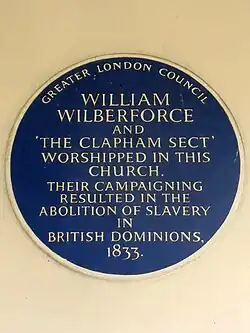 GREATER LONDON COUNCIL
WILLIAM
WILBERFORCE
AND
'THE CLAPHAM SECT'
WORSHIPPED IN THIS
CHURCH.
THEIR CAMPAIGNING
RESULTED IN THE
ABOLITION OF SLAVERY
IN
BRITISH DOMINIONS,
1833.